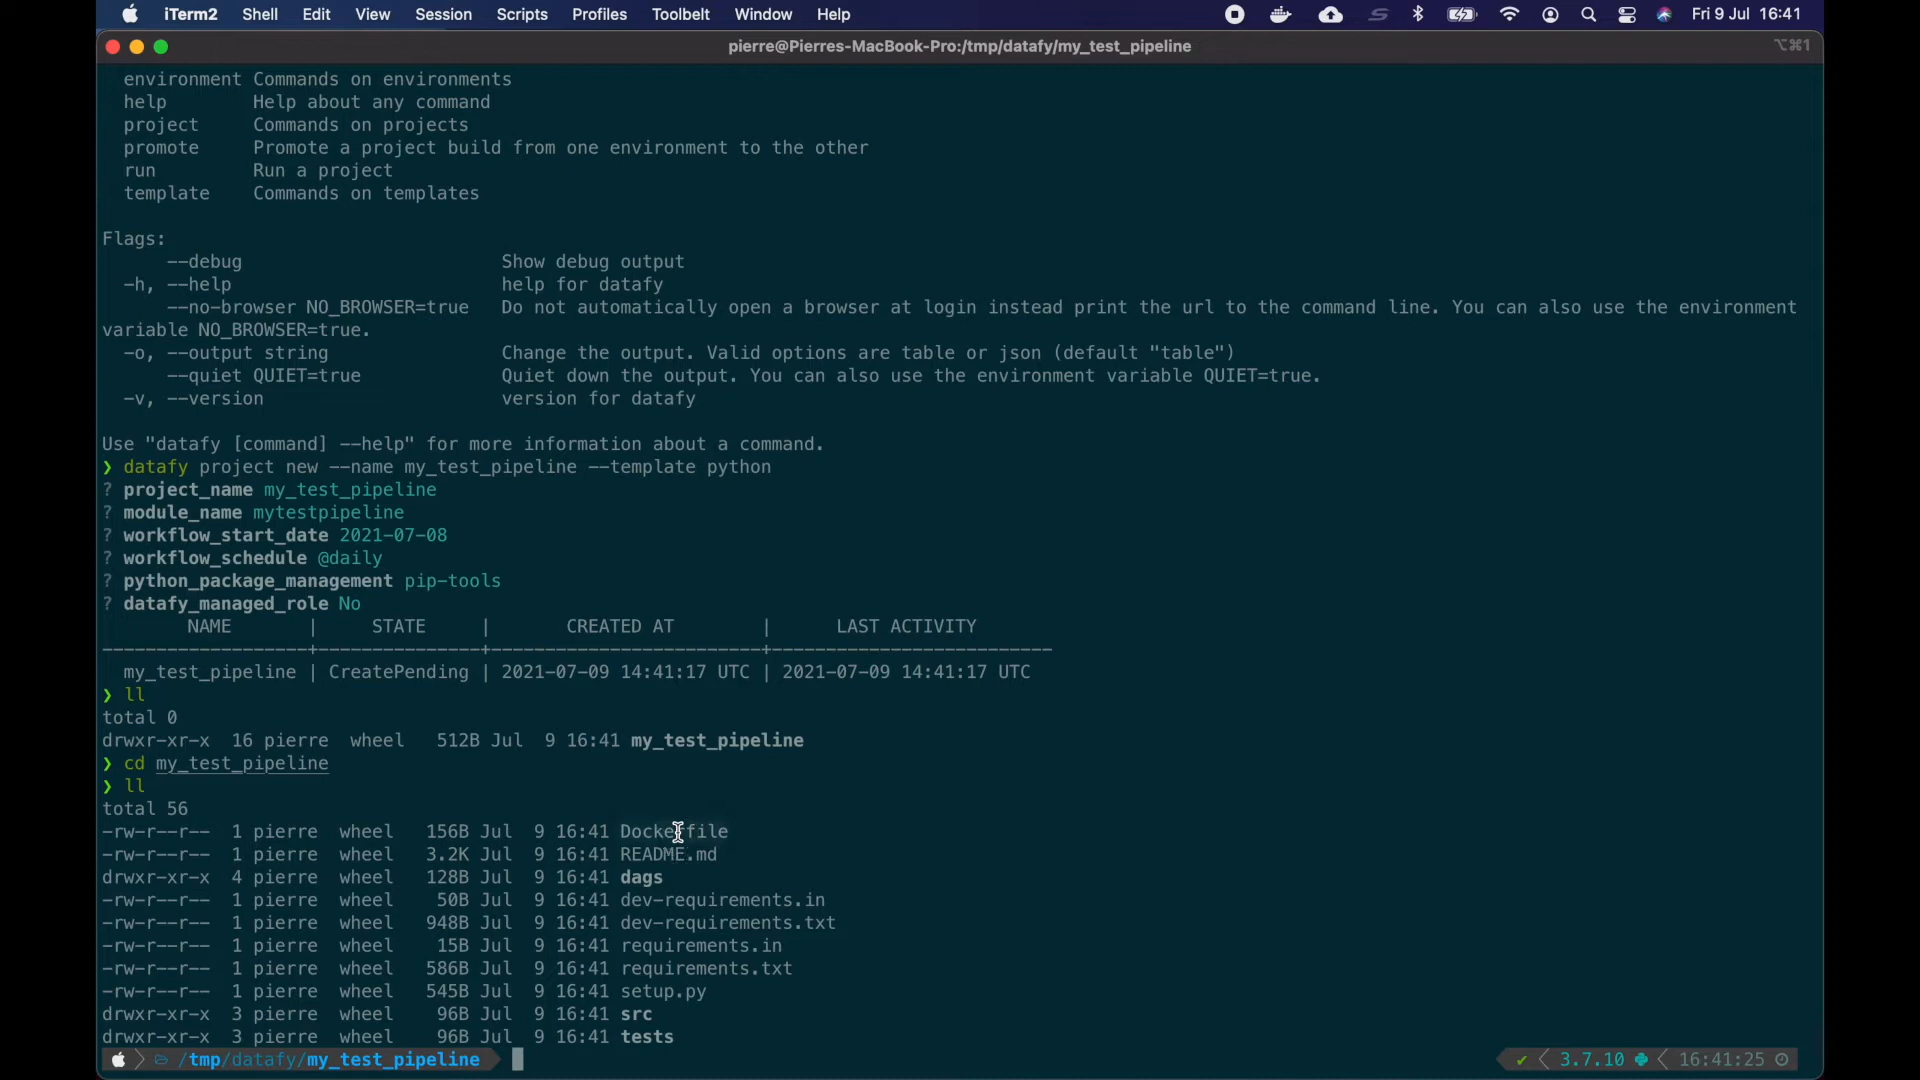 iTerm2 Shell Edit View Session Scripts Profiles Toolbelt Window Help Fri 9 Jul 16:41
pierre@Pierres-MacBook-Pro:/tmp/datafy/my_test_pipeline ⌥⌘1
environment Commands on environments
help Help about any command
project Commands on projects
promote Promote a project build from one environment to the other
run Run a project
template Commands on templates
Flags:
--debug Show debug output
-h, --help help for datafy
--no-browser NO_BROWSER=true Do not automatically open a browser at login instead print the url to the command line. You can also use the environment
variable NO_BROWSER=true.
-o, --output string Change the output. Valid options are table or json (default "table")
--quiet QUIET=true Quiet down the output. You can also use the environment variable QUIET=true.
-v, --version version for datafy
Use "datafy [command] --help" for more information about a command.
❯ datafy project new --name my_test_pipeline --template python
? project_name my_test_pipeline
? module_name mytestpipeline
? workflow_start_date 2021-07-08
? workflow_schedule @daily
? python_package_management pip-tools
? datafy_managed_role No
NAME | STATE | CREATED AT | LAST ACTIVITY
--------------------+----------------+-------------------------+--------------------------
my_test_pipeline | CreatePending | 2021-07-09 14:41:17 UTC | 2021-07-09 14:41:17 UTC
❯ ll
total 0
drwxr-xr-x 16 pierre wheel 512B Jul 9 16:41 my_test_pipeline
❯ cd my_test_pipeline
❯ ll
total 56
-rw-r--r-- 1 pierre wheel 156B Jul 9 16:41 Dockerfile
-rw-r--r-- 1 pierre wheel 3.2K Jul 9 16:41 README.md
drwxr-xr-x 4 pierre wheel 128B Jul 9 16:41 dags
-rw-r--r-- 1 pierre wheel 50B Jul 9 16:41 dev-requirements.in
-rw-r--r-- 1 pierre wheel 948B Jul 9 16:41 dev-requirements.txt
-rw-r--r-- 1 pierre wheel 15B Jul 9 16:41 requirements.in
-rw-r--r-- 1 pierre wheel 586B Jul 9 16:41 requirements.txt
-rw-r--r-- 1 pierre wheel 545B Jul 9 16:41 setup.py
drwxr-xr-x 3 pierre wheel 96B Jul 9 16:41 src
drwxr-xr-x 3 pierre wheel 96B Jul 9 16:41 tests
/tmp/datafy/my_test_pipeline ✔ 3.7.10 16:41:25